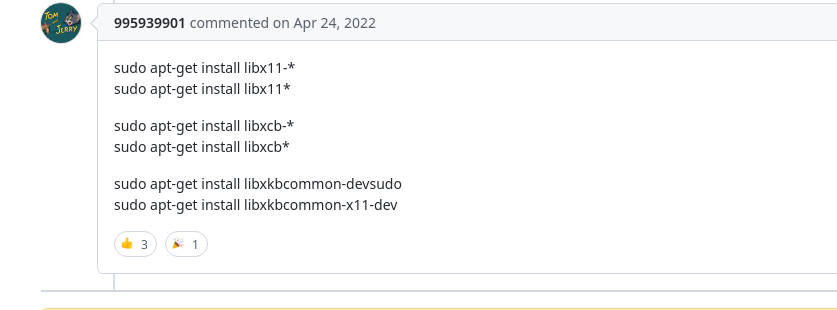 TOM and JERRY
995939901 commented on Apr 24, 2022
sudo apt-get install libx11-*
sudo apt-get install libx11*
sudo apt-get install libxcb-*
sudo apt-get install libxcb*
sudo apt-get install libxkbcommon-devsudo
sudo apt-get install libxkbcommon-x11-dev
3 1